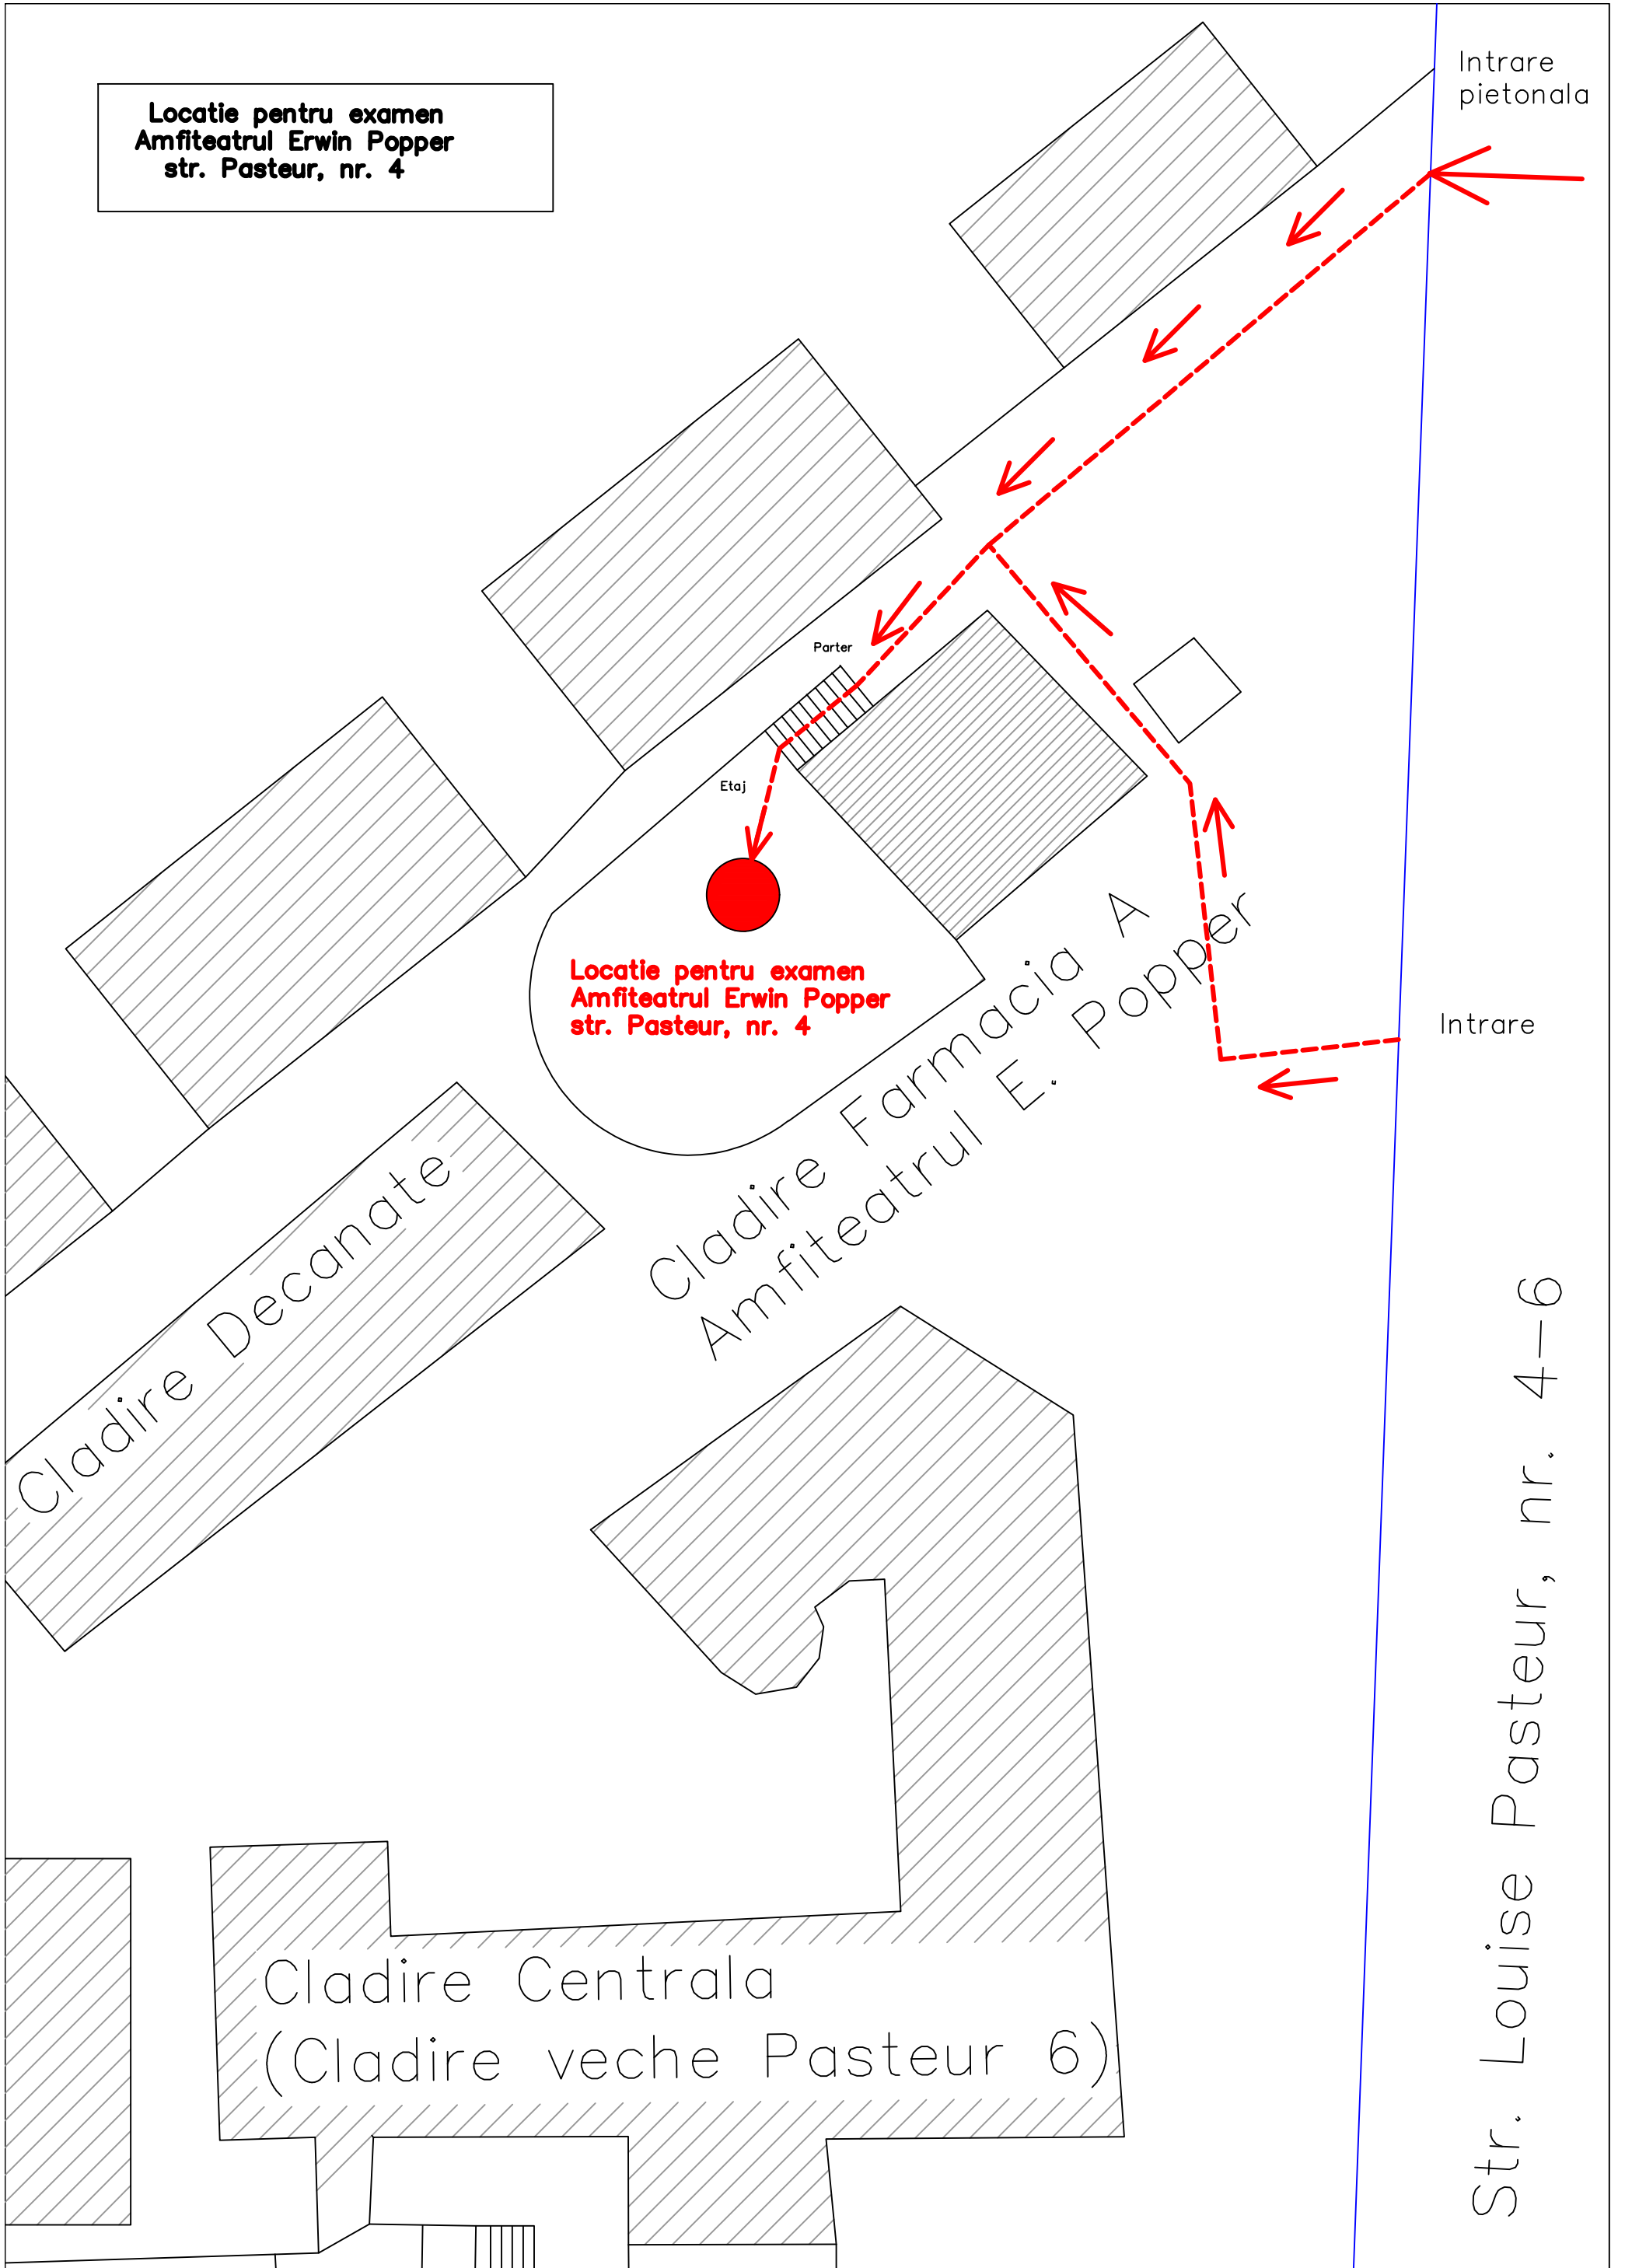 Intrare
pietonala
Locatie pentru examen
Amfiteatrul Erwin Popper
str. Pasteur, nr. 4
Parter
Etaj
Locatie pentru examen
Amfiteatrul Erwin Popper
str. Pasteur, nr. 4
Intrare
Cladire Farmacia A
Amfiteatrul E. Popper
Cladire Decanate
Str. Louise Pasteur, nr. 4-6
Cladire Centrala
(Cladire veche Pasteur 6)